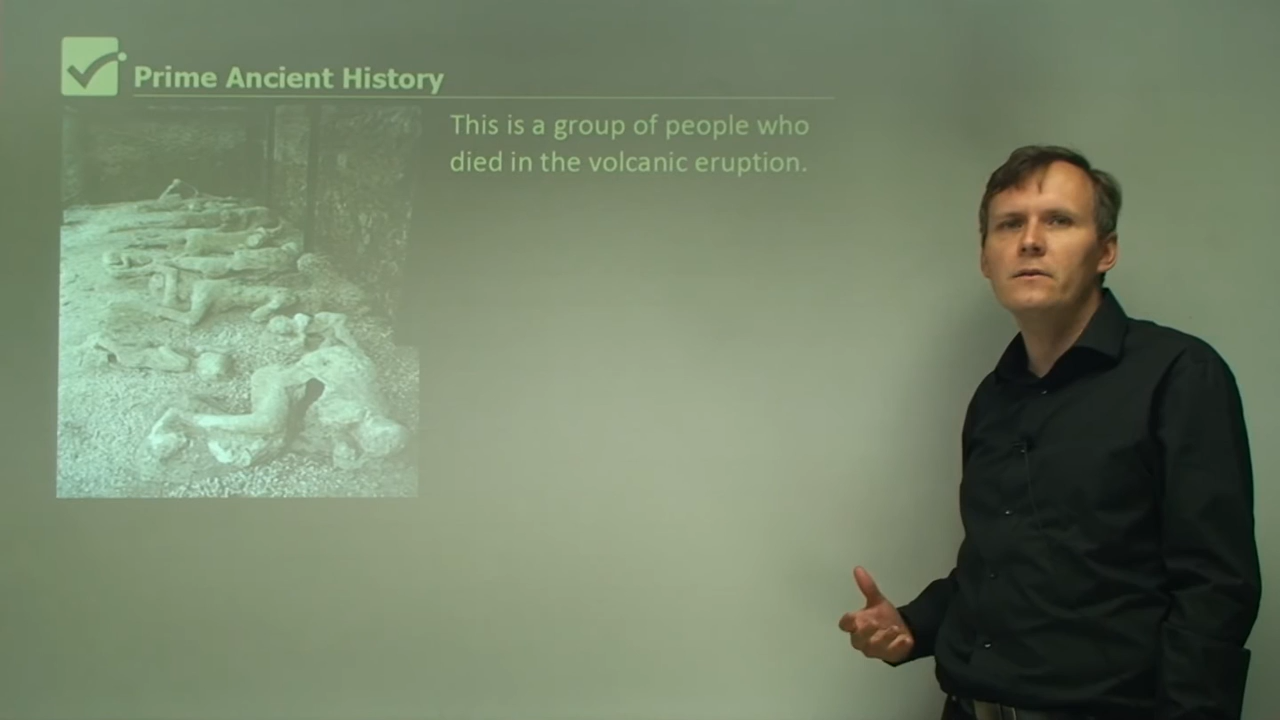 Prime Ancient History
This is a group of people who
died in the volcanic eruption.